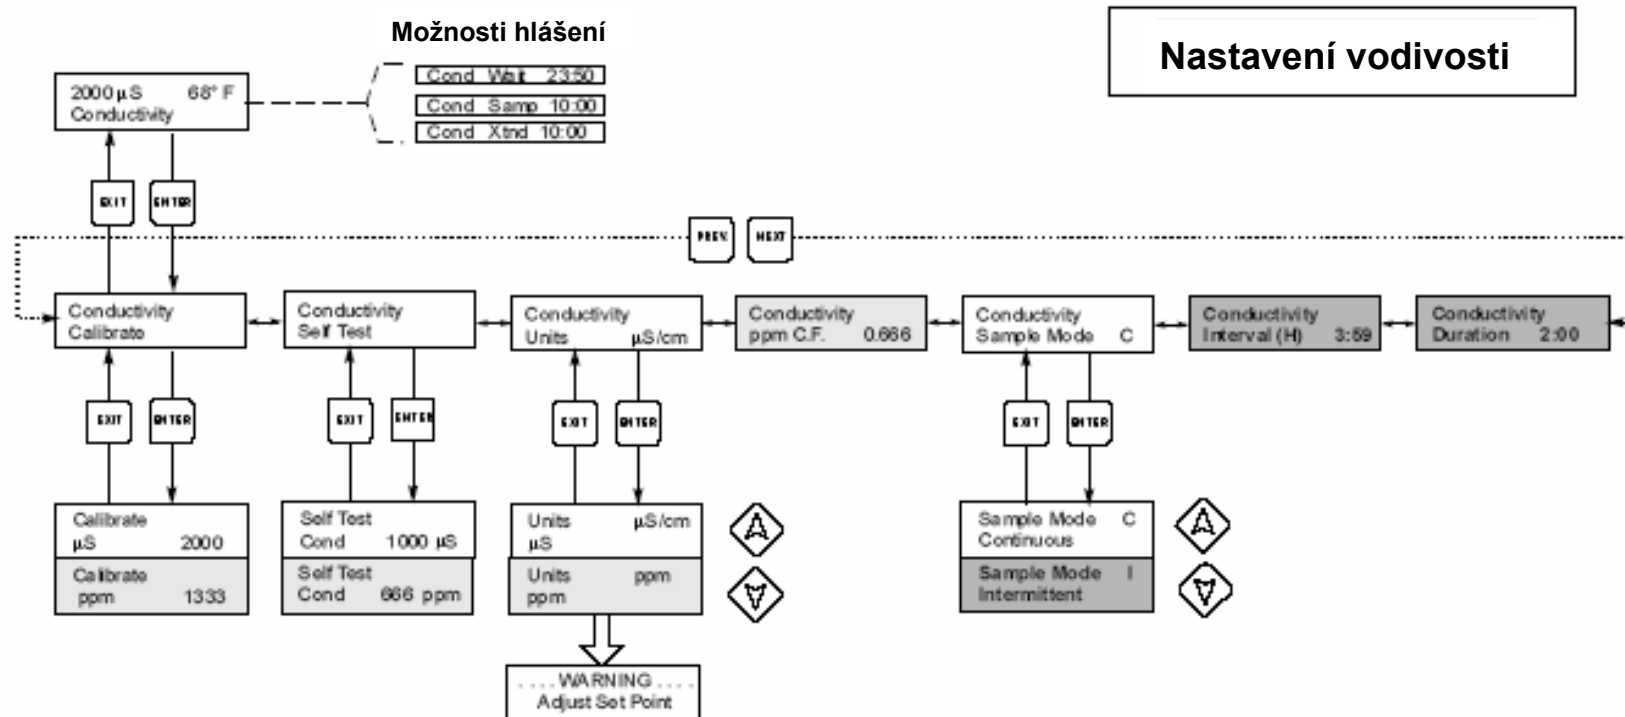 Možnosti hlášení
Nastavení vodivosti
2000 µS 68° F
Conductivity
Cond Wait 23:50
Cond Samp 10:00
Cond Xtnd 10:00
EXIT
ENTER
PREV.
NEXT
Conductivity
Calibrate
Conductivity
Self Test
Conductivity
Units µS/cm
Conductivity
ppm C.F. 0.666
Conductivity
Sample Mode C
Conductivity
Interval (H) 3:59
Conductivity
Duration 2:00
EXIT
ENTER
EXIT
ENTER
EXIT
ENTER
EXIT
ENTER
Calibrate
µS 2000
Calibrate
ppm 1333
Self Test
Cond 1000 µS
Self Test
Cond 666 ppm
Units µS/cm
µS
Units ppm
ppm
Sample Mode C
Continuous
Sample Mode I
Intermittent
. . . . WARNING . . . .
Adjust Set Point